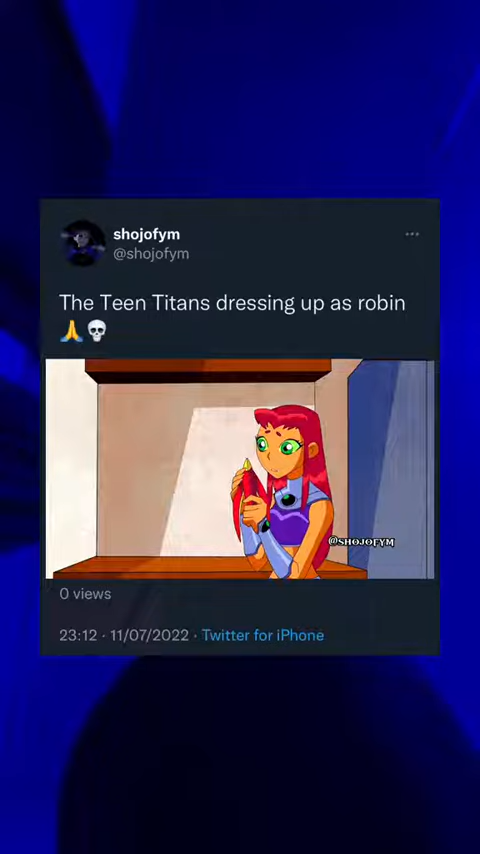 shojofym
@shojofym
The Teen Titans dressing up as robin
🙏💀
@SHOJOFYM
0 views
23:12 · 11/07/2022 · Twitter for iPhone